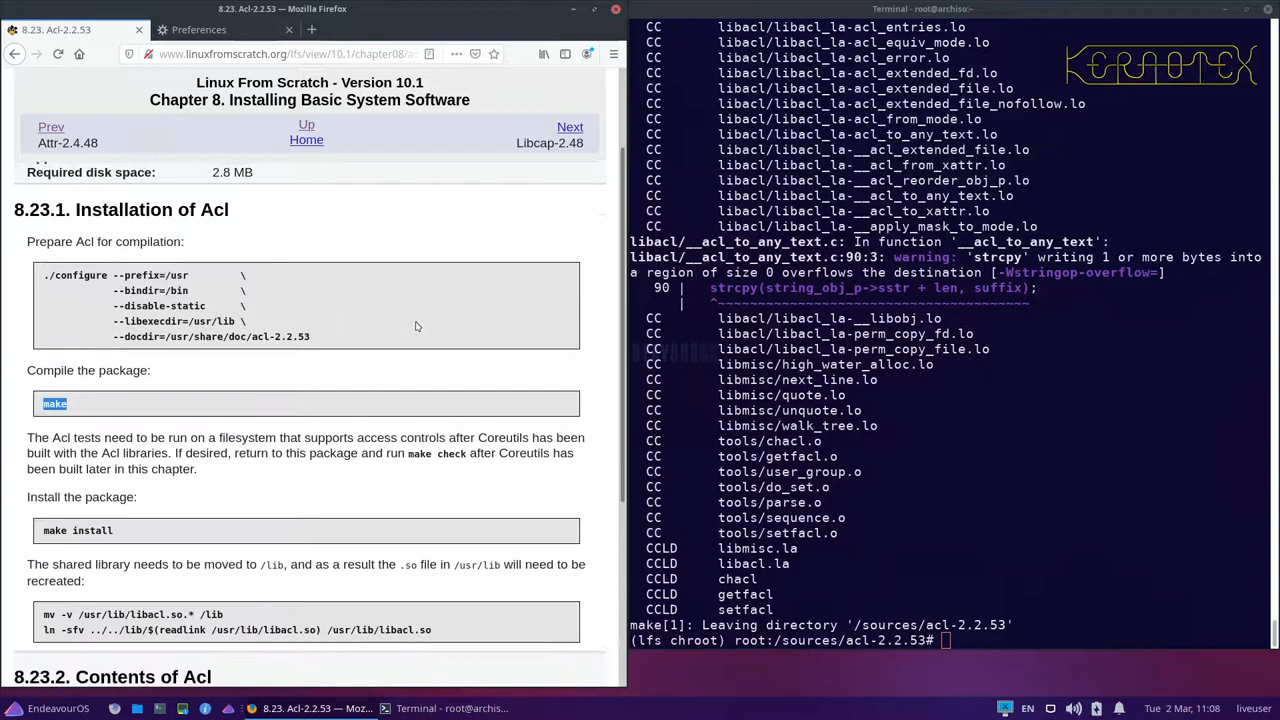 8.23. Acl-2.2.53 — Mozilla Firefox
8.23. Acl-2.2.53
Preferences
www.linuxfromscratch.org/lfs/view/10.1/chapter08/ac
Linux From Scratch - Version 10.1
Chapter 8. Installing Basic System Software
Prev
Up
Next
Attr-2.4.48
Home
Libcap-2.48
Required disk space: 2.8 MB
8.23.1. Installation of Acl
Prepare Acl for compilation:
./configure --prefix=/usr \
--bindir=/bin \
--disable-static \
--libexecdir=/usr/lib \
--docdir=/usr/share/doc/acl-2.2.53
Compile the package:
make
The Acl tests need to be run on a filesystem that supports access controls after Coreutils has been
built with the Acl libraries. If desired, return to this package and run make check after Coreutils has
been built later in this chapter.
Install the package:
make install
The shared library needs to be moved to /lib, and as a result the .so file in /usr/lib will need to be
recreated:
mv -v /usr/lib/libacl.so.* /lib
ln -sfv ../../lib/$(readlink /usr/lib/libacl.so) /usr/lib/libacl.so
8.23.2. Contents of Acl
Terminal - root@archiso:~
CC libacl/libacl_la-acl_entries.lo
CC libacl/libacl_la-acl_equiv_mode.lo
CC libacl/libacl_la-acl_error.lo
CC libacl/libacl_la-acl_extended_fd.lo
CC libacl/libacl_la-acl_extended_file.lo
CC libacl/libacl_la-acl_extended_file_nofollow.lo
CC libacl/libacl_la-acl_from_mode.lo
CC libacl/libacl_la-acl_to_any_text.lo
CC libacl/libacl_la-__acl_extended_file.lo
CC libacl/libacl_la-__acl_from_xattr.lo
CC libacl/libacl_la-__acl_reorder_obj_p.lo
CC libacl/libacl_la-__acl_to_any_text.lo
CC libacl/libacl_la-__acl_to_xattr.lo
CC libacl/libacl_la-__apply_mask_to_mode.lo
libacl/__acl_to_any_text.c: In function '__acl_to_any_text':
libacl/__acl_to_any_text.c:90:3: warning: 'strcpy' writing 1 or more bytes into
a region of size 0 overflows the destination [-Wstringop-overflow=]
90 | strcpy(string_obj_p->sstr + len, suffix);
| ^~~~~~~~~~~~~~~~~~~~~~~~~~~~~~~~~~~~~~~~
CC libacl/libacl_la-__libobj.lo
CC libacl/libacl_la-perm_copy_fd.lo
CC libacl/libacl_la-perm_copy_file.lo
CC libmisc/high_water_alloc.lo
CC libmisc/next_line.lo
CC libmisc/quote.lo
CC libmisc/unquote.lo
CC libmisc/walk_tree.lo
CC tools/chacl.o
CC tools/getfacl.o
CC tools/user_group.o
CC tools/do_set.o
CC tools/parse.o
CC tools/sequence.o
CC tools/setfacl.o
CCLD libmisc.la
CCLD libacl.la
CCLD chacl
CCLD getfacl
CCLD setfacl
make[1]: Leaving directory '/sources/acl-2.2.53'
(lfs chroot) root:/sources/acl-2.2.53#
EndeavourOS
8.23. Acl-2.2.53 — Moz...
Terminal - root@archis...
EN
Tue 2 Mar, 11:08
liveuser